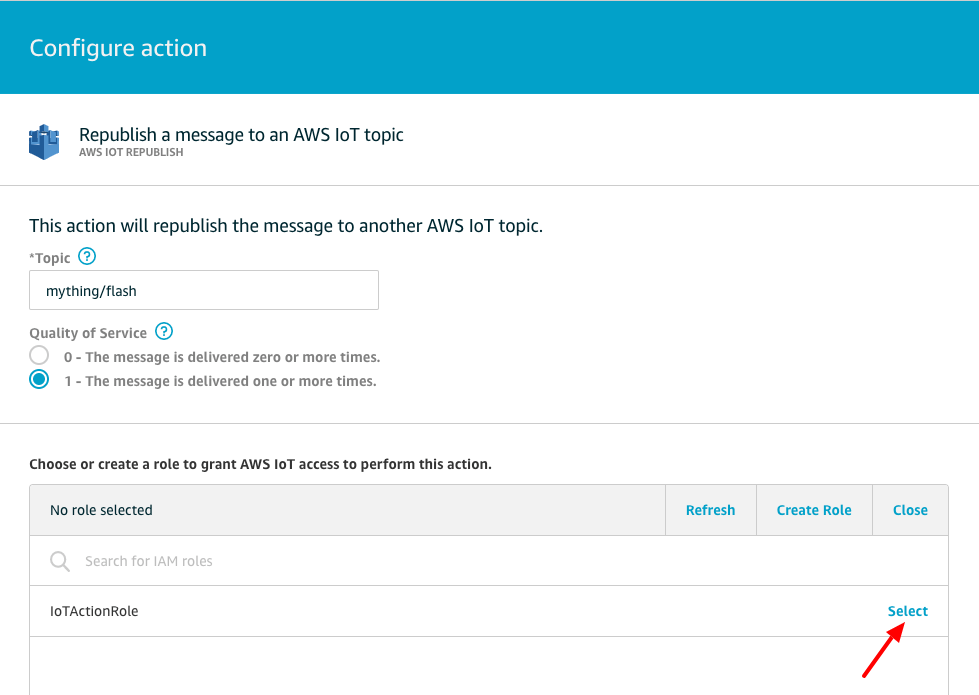 Configure action
Republish a message to an AWS IoT topic
AWS IOT REPUBLISH
This action will republish the message to another AWS IoT topic.
*Topic ?
mything/flash
Quality of Service ?
0 - The message is delivered zero or more times.
1 - The message is delivered one or more times.
Choose or create a role to grant AWS IoT access to perform this action.
No role selected Refresh Create Role Close
Search for IAM roles
IoTActionRole Select